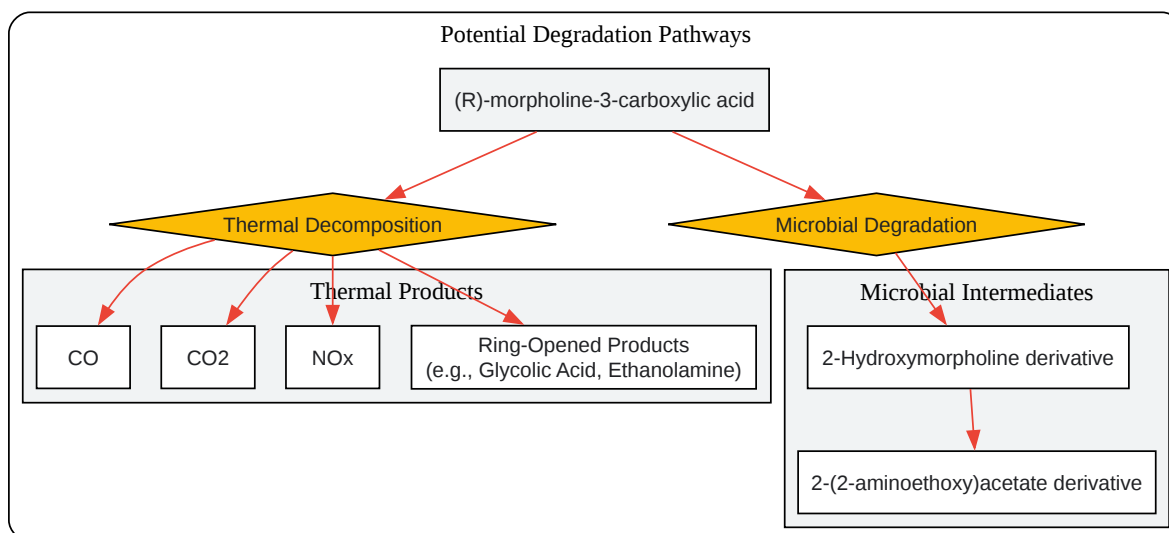 Potential Degradation Pathways
(R)-morpholine-3-carboxylic acid
Thermal Decomposition
Microbial Degradation
Thermal Products
Microbial Intermediates
CO
CO2
NOx
Ring-Opened Products
(e.g., Glycolic Acid, Ethanolamine)
2-Hydroxymorpholine derivative
2-(2-aminoethoxy)acetate derivative